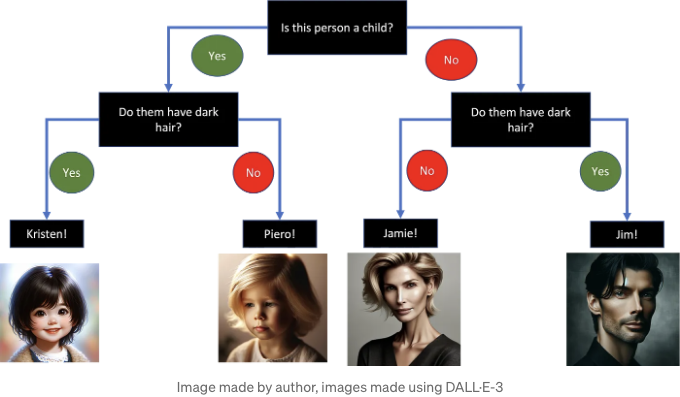 Is this person a child?
Yes
No
Do them have dark
hair?
Do them have dark
hair?
Yes
No
No
Yes
Kristen!
Piero!
Jamie!
Jim!
Image made by author, images made using DALL·E-3